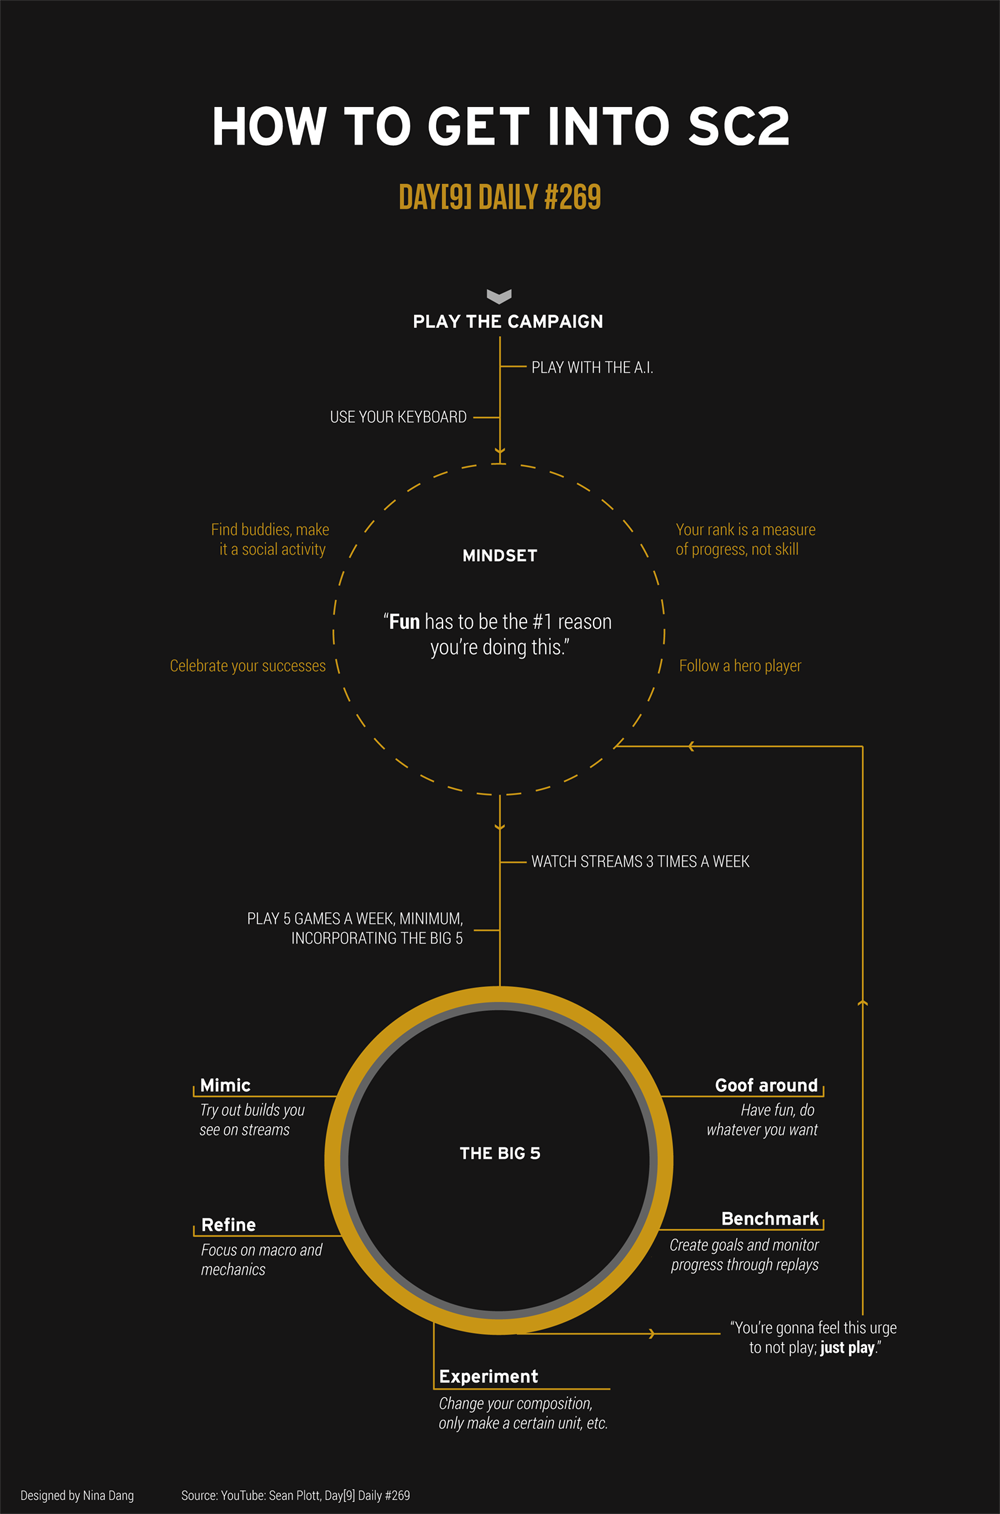 HOW TO GET INTO SC2
DAY[9] DAILY #269
PLAY THE CAMPAIGN
PLAY WITH THE A.I.
USE YOUR KEYBOARD
Find buddies, make
it a social activity
Your rank is a measure
of progress, not skill
MINDSET
“Fun has to be the #1 reason
you’re doing this.”
Celebrate your successes
Follow a hero player
WATCH STREAMS 3 TIMES A WEEK
PLAY 5 GAMES A WEEK, MINIMUM,
INCORPORATING THE BIG 5
Mimic
Try out builds you
see on streams
Goof around
Have fun, do
whatever you want
THE BIG 5
Refine
Focus on macro and
mechanics
Benchmark
Create goals and monitor
progress through replays
“You’re gonna feel this urge
to not play; just play.”
Experiment
Change your composition,
only make a certain unit, etc.
Designed by Nina Dang
Source: YouTube: Sean Plott, Day[9] Daily #269